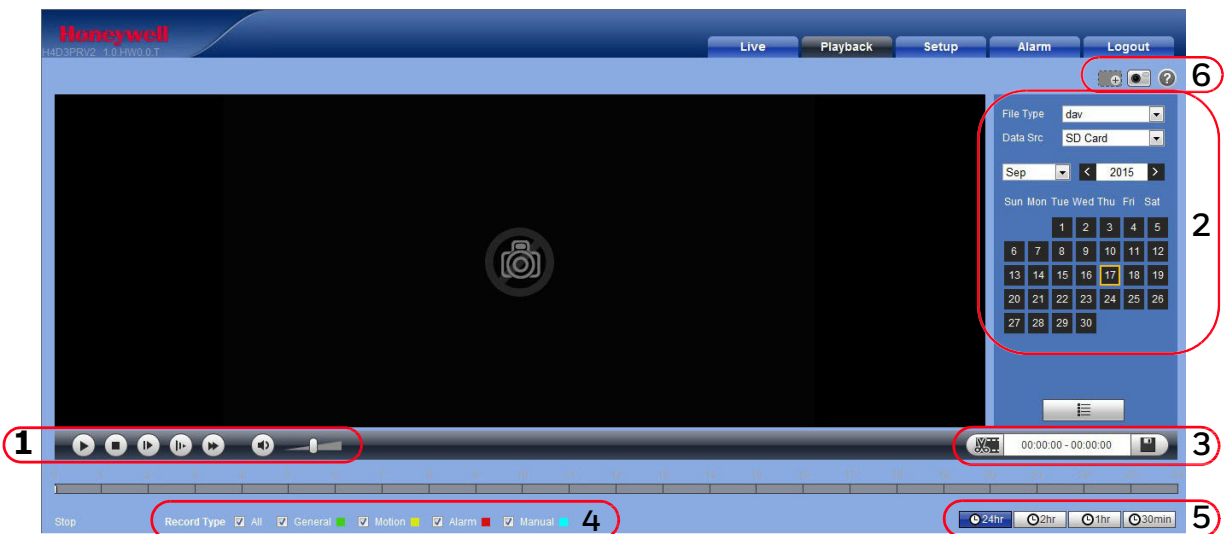 Honeywell
H4D3PRV2 1.0.HW0.0.T
Live Playback Setup Alarm Logout
6
File Type dav
Data Src SD Card
Sep 2015
Sun Mon Tue Wed Thu Fri Sat
1 2 3 4 5
6 7 8 9 10 11 12
13 14 15 16 17 18 19
20 21 22 23 24 25 26
27 28 29 30
2
1
00:00:00 - 00:00:00 3
Stop Record Type All General Motion Alarm Manual 4
24hr 2hr 1hr 30min 5